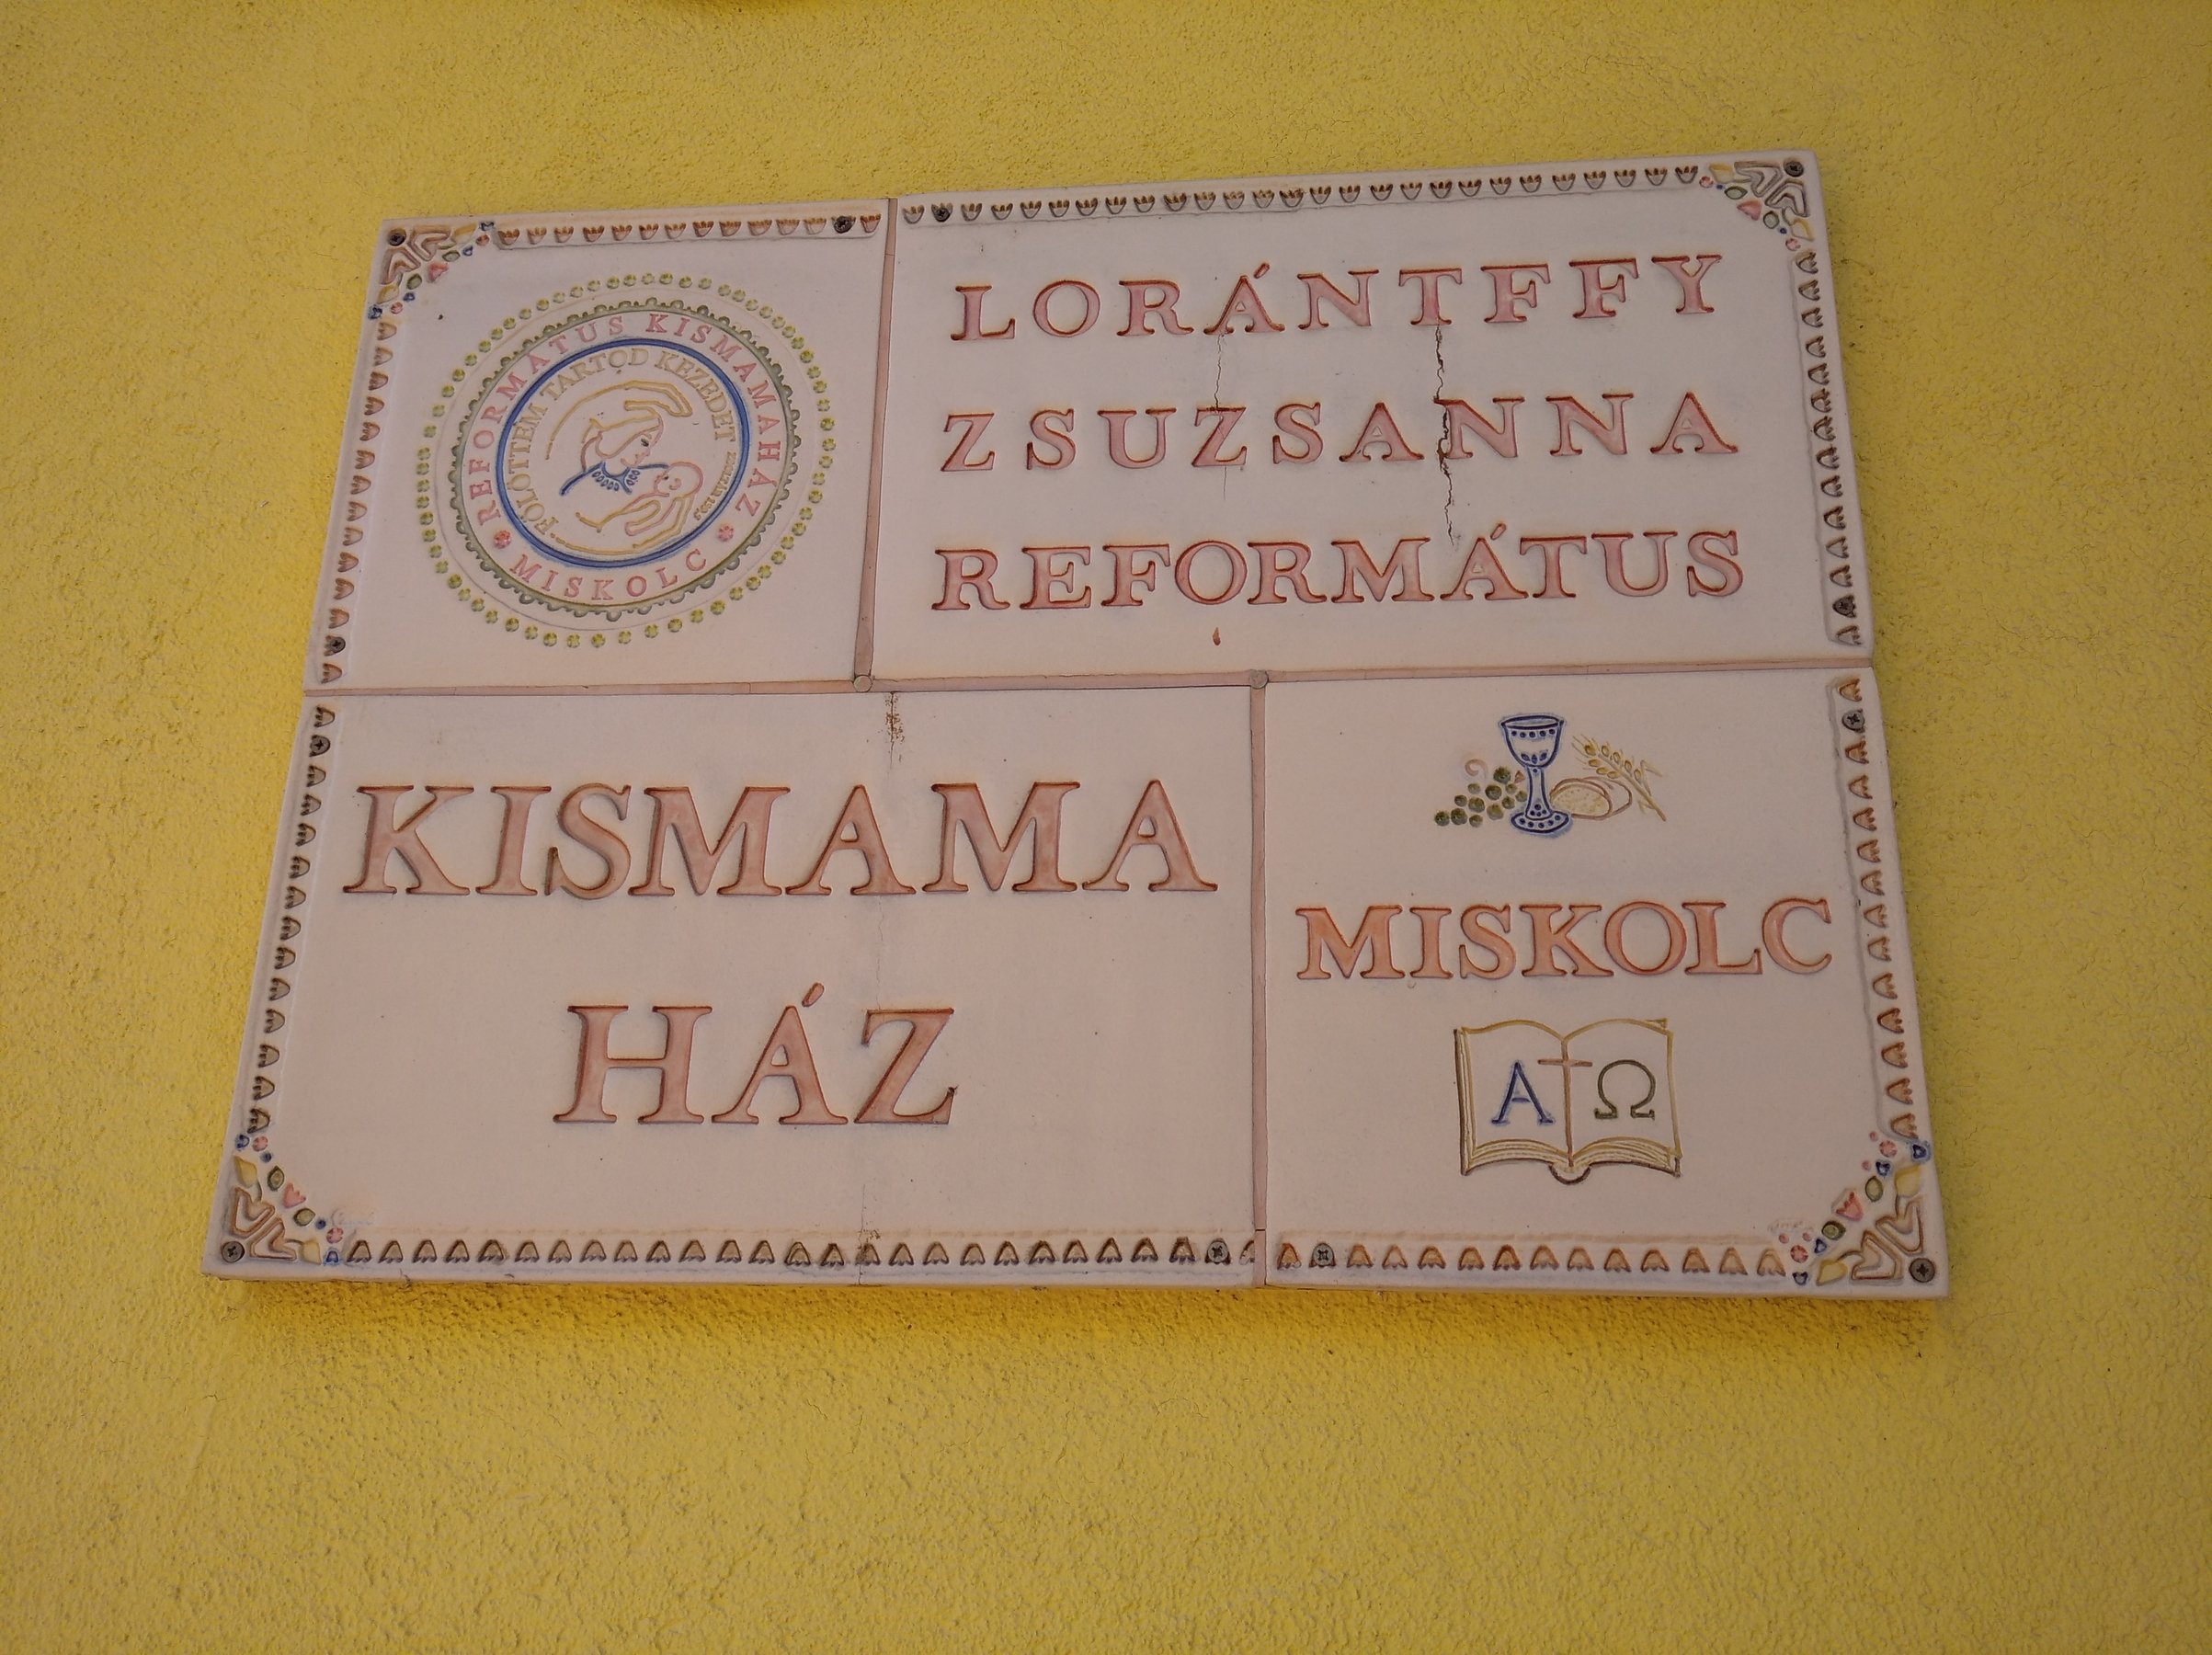 REFORMÁTUS KISMAMAHÁZ
MISKOLC
FÖLÖTTEM TARTOD KEZEDET
LORÁNTFFY
ZSUZSANNA
REFORMÁTUS
KISMAMA
HÁZ
MISKOLC
Α Ω